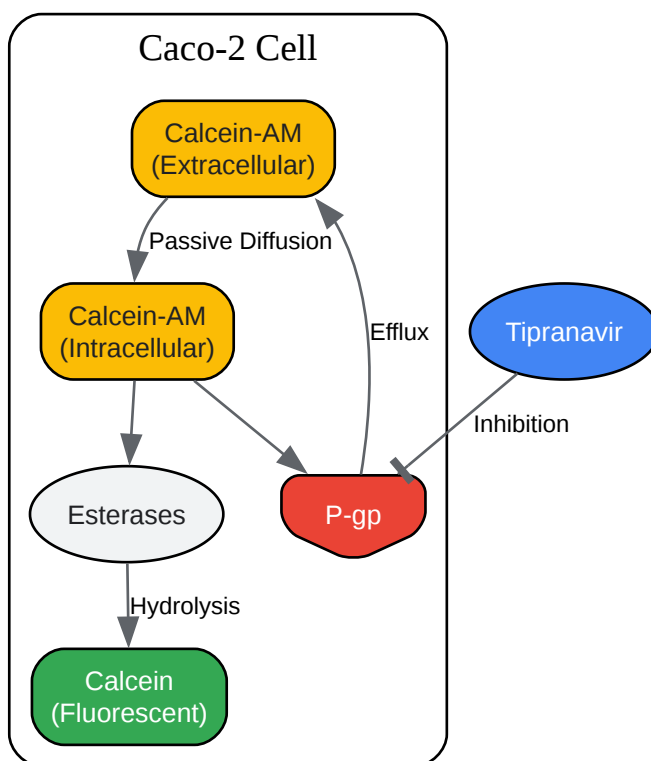 Caco-2 Cell
Calcein-AM
(Extracellular)
Passive Diffusion
Calcein-AM
(Intracellular)
Efflux
Tipranavir
Inhibition
Esterases
P-gp
Hydrolysis
Calcein
(Fluorescent)